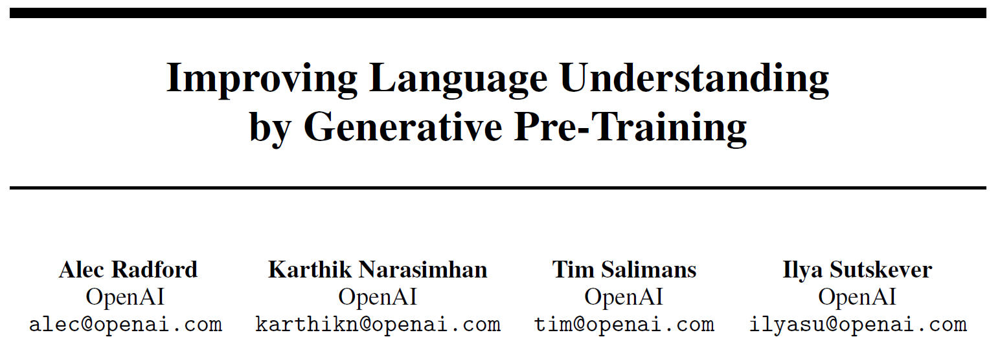 Improving Language Understanding
by Generative Pre-Training
Alec Radford
OpenAI
alec@openai.com
Karthik Narasimhan
OpenAI
karthikn@openai.com
Tim Salimans
OpenAI
tim@openai.com
Ilya Sutskever
OpenAI
ilyasu@openai.com